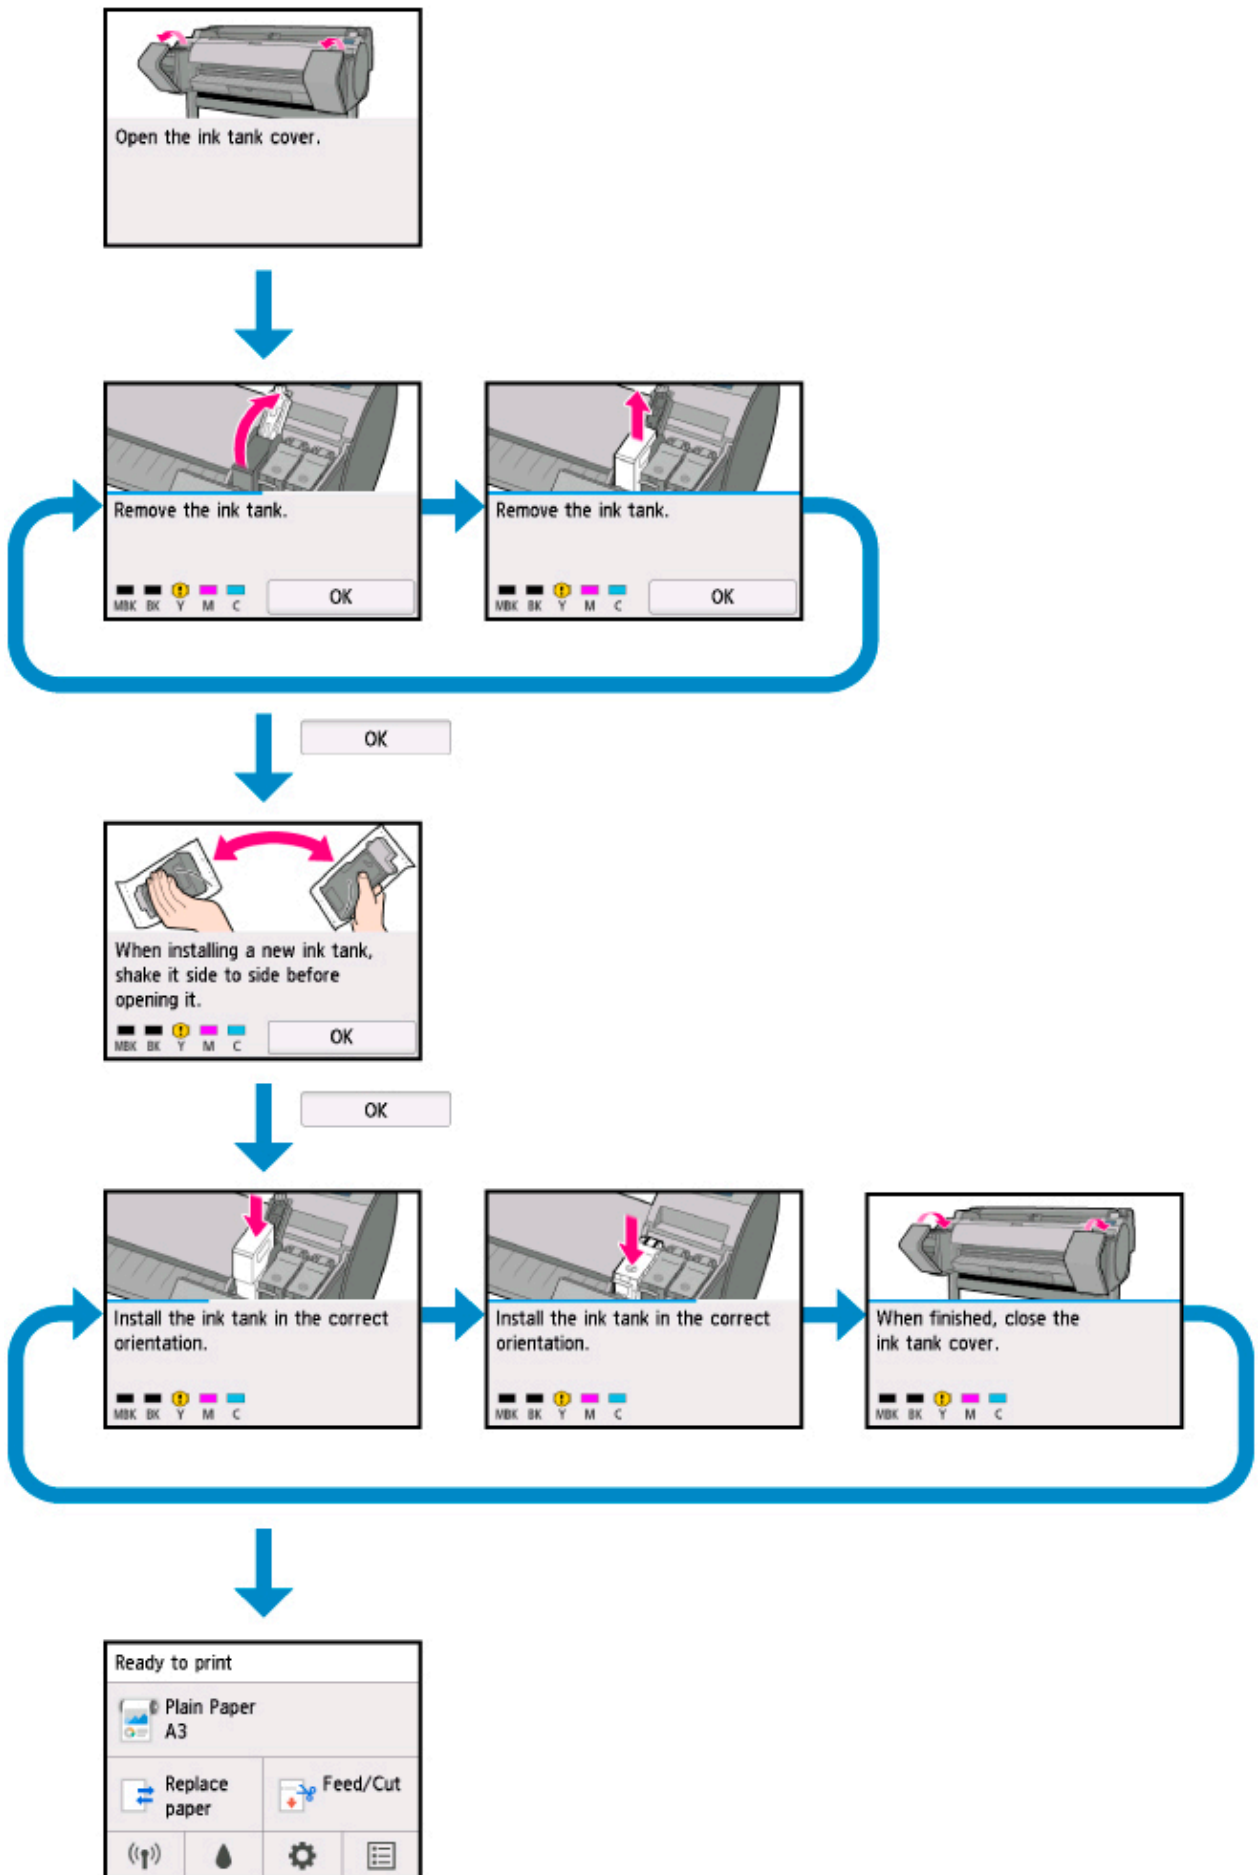 Open the ink tank cover.
Remove the ink tank.
MBK BK Y M C
OK
Remove the ink tank.
MBK BK Y M C
OK
OK
When installing a new ink tank,
shake it side to side before
opening it.
MBK BK Y M C
OK
OK
Install the ink tank in the correct
orientation.
MBK BK Y M C
Install the ink tank in the correct
orientation.
MBK BK Y M C
When finished, close the
ink tank cover.
MBK BK Y M C
Ready to print
Plain Paper
A3
Replace
paper
Feed/Cut